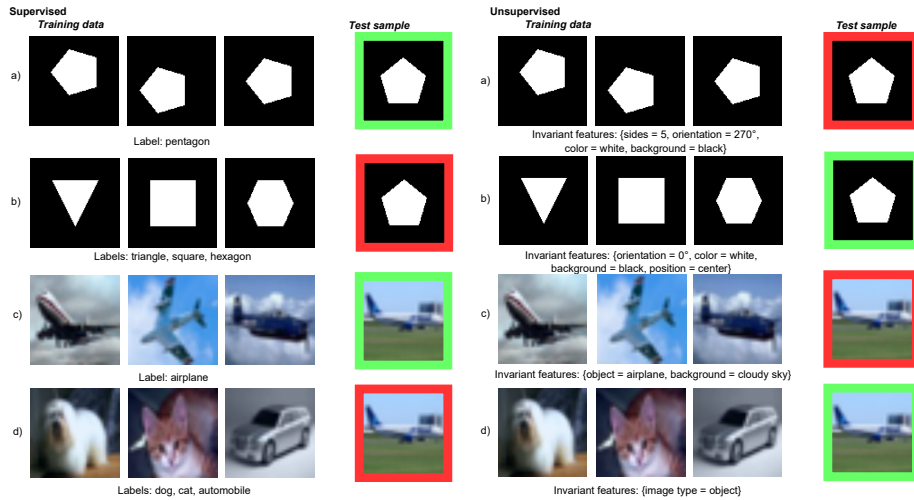 Supervised
Training data
Test sample
a)
Label: pentagon
b)
Labels: triangle, square, hexagon
c)
Label: airplane
d)
Labels: dog, cat, automobile
Unsupervised
Training data
Test sample
a)
Invariant features: {sides = 5, orientation = 270°,
color = white, background = black}
b)
Invariant features: {orientation = 0°, color = white,
background = black, position = center}
c)
Invariant features: {object = airplane, background = cloudy sky}
d)
Invariant features: {image type = object}